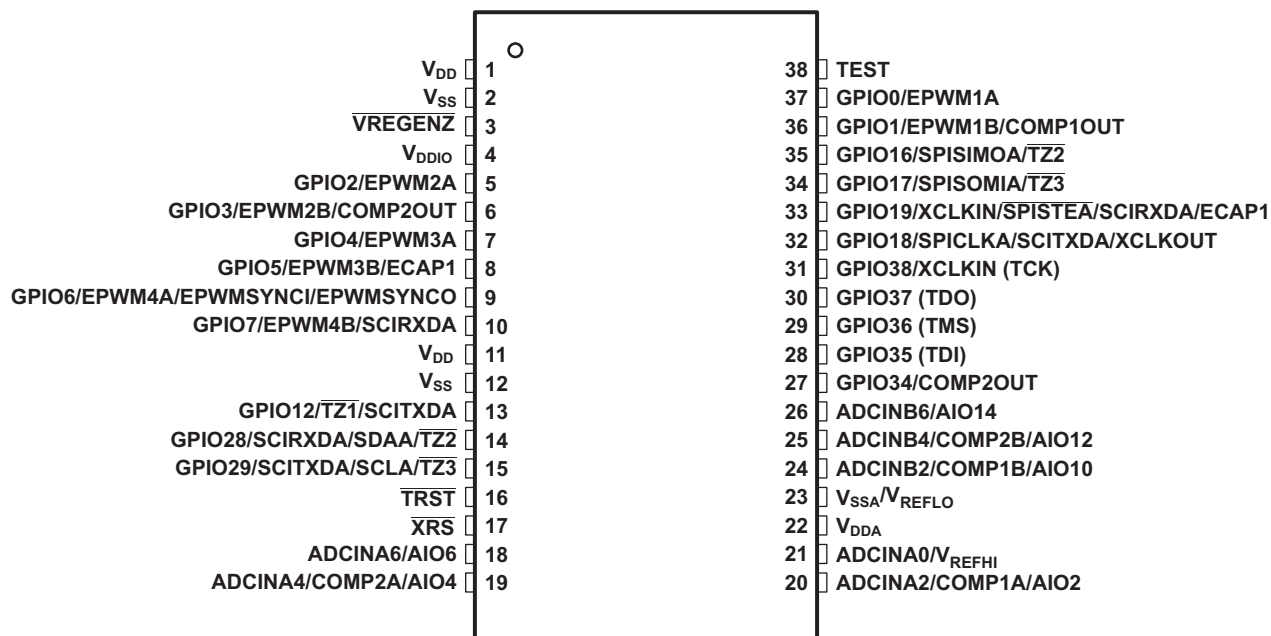 V_DD 1
V_SS 2
VREGENZ 3
V_DDIO 4
GPIO2/EPWM2A 5
GPIO3/EPWM2B/COMP2OUT 6
GPIO4/EPWM3A 7
GPIO5/EPWM3B/ECAP1 8
GPIO6/EPWM4A/EPWMSYNCI/EPWMSYNCO 9
GPIO7/EPWM4B/SCIRXDA 10
V_DD 11
V_SS 12
GPIO12/TZ1/SCITXDA 13
GPIO28/SCIRXDA/SDAA/TZ2 14
GPIO29/SCITXDA/SCLA/TZ3 15
TRST 16
XRS 17
ADCINA6/AIO6 18
ADCINA4/COMP2A/AIO4 19
38 TEST
37 GPIO0/EPWM1A
36 GPIO1/EPWM1B/COMP1OUT
35 GPIO16/SPISIMOA/TZ2
34 GPIO17/SPISOMIA/TZ3
33 GPIO19/XCLKIN/SPISTEA/SCIRXDA/ECAP1
32 GPIO18/SPICLKA/SCITXDA/XCLKOUT
31 GPIO38/XCLKIN (TCK)
30 GPIO37 (TDO)
29 GPIO36 (TMS)
28 GPIO35 (TDI)
27 GPIO34/COMP2OUT
26 ADCINB6/AIO14
25 ADCINB4/COMP2B/AIO12
24 ADCINB2/COMP1B/AIO10
23 V_SSA/V_REFLO
22 V_DDA
21 ADCINA0/V_REFHI
20 ADCINA2/COMP1A/AIO2